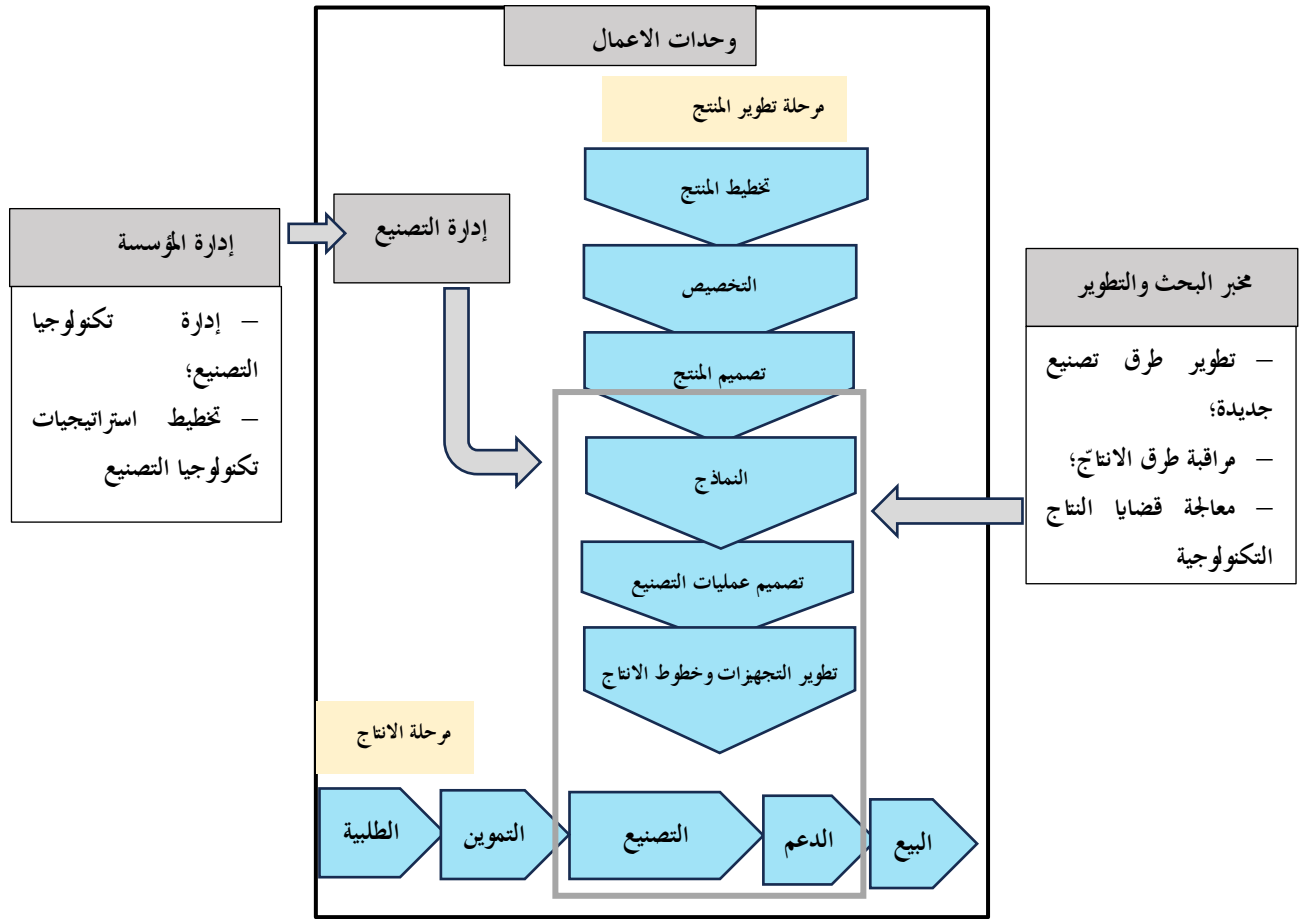 وحدات الاعمال
مرحلة تطوير المنتج
تخطيط المنتج
التخصيص
تصميم المنتج
النماذج
تصميم عمليات التصنيع
تطوير التجهيزات وخطوط الانتاج
مخبر البحث والتطوير
– تطوير طرق تصنيع
جديدة؛
– مراقبة طرق الانتاجّ؛
– معالجة قضايا النتاج
التكنولوجية
إدارة التصنيع
إدارة المؤسسة
– إدارة تكنولوجيا
التصنيع؛
– تخطيط استراتيجيات
تكنولوجيا التصنيع
مرحلة الانتاج
الطلبية
التموين
التصنيع
الدعم
البيع